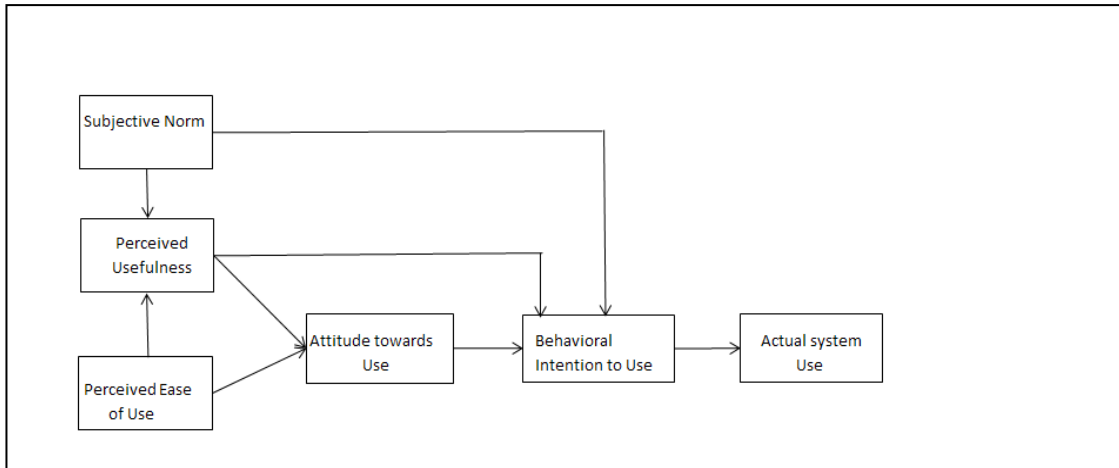 Subjective Norm
Perceived
Usefulness
Perceived Ease
of Use
Attitude towards
Use
Behavioral
Intention to Use
Actual system
Use